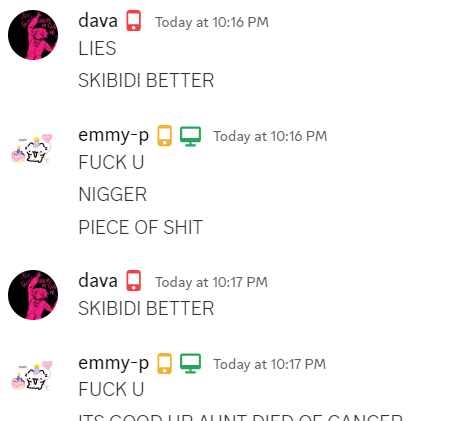 dava Today at 10:16 PM
LIES
SKIBIDI BETTER
emmy-p Today at 10:16 PM
FUCK U
NIGGER
PIECE OF SHIT
dava Today at 10:17 PM
SKIBIDI BETTER
emmy-p Today at 10:17 PM
FUCK U
ITS GOOD UR AUNT DIED OF CANCER